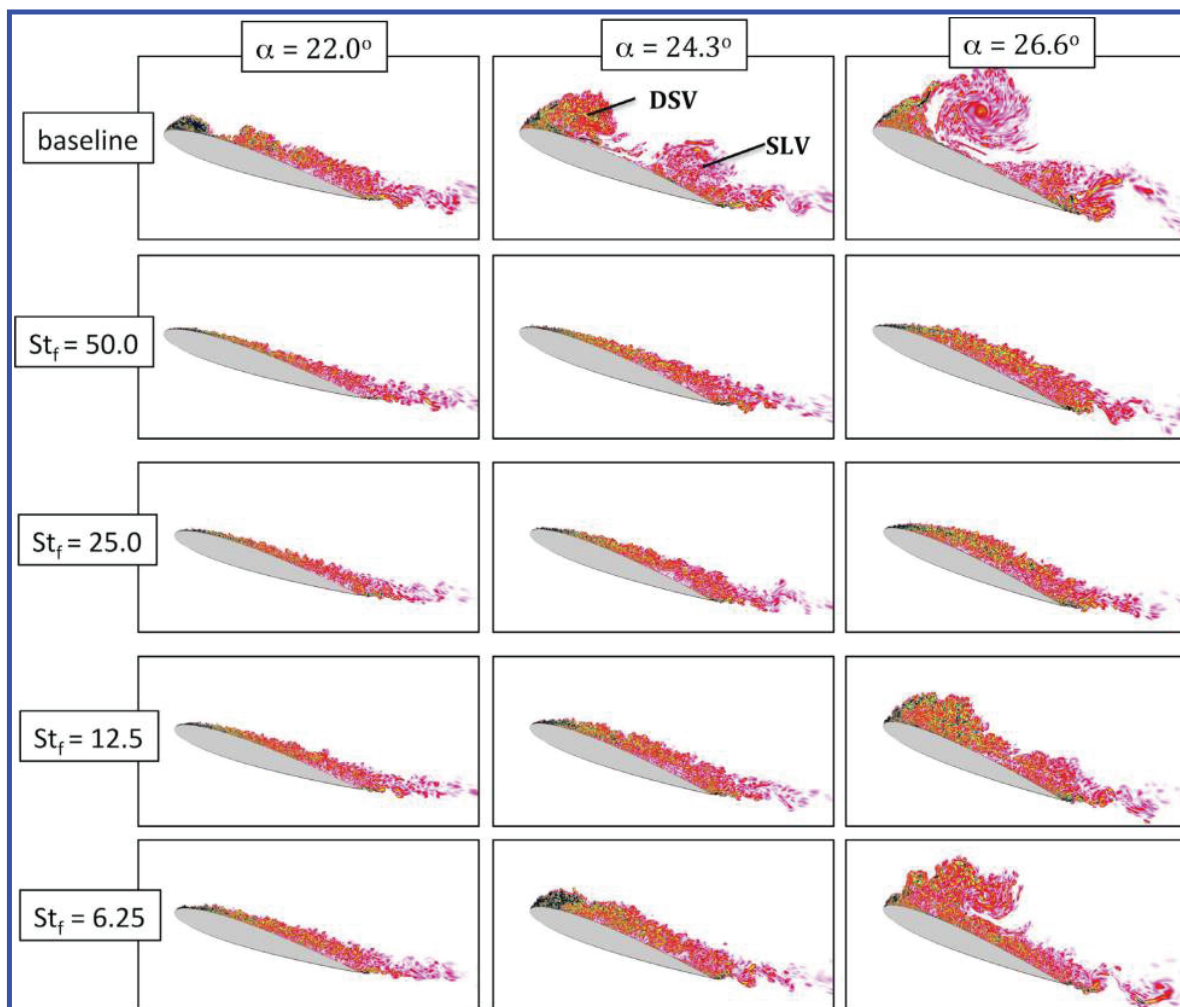 α = 22.0°
α = 24.3°
α = 26.6°
baseline
DSV
SLV
St_f = 50.0
St_f = 25.0
St_f = 12.5
St_f = 6.25